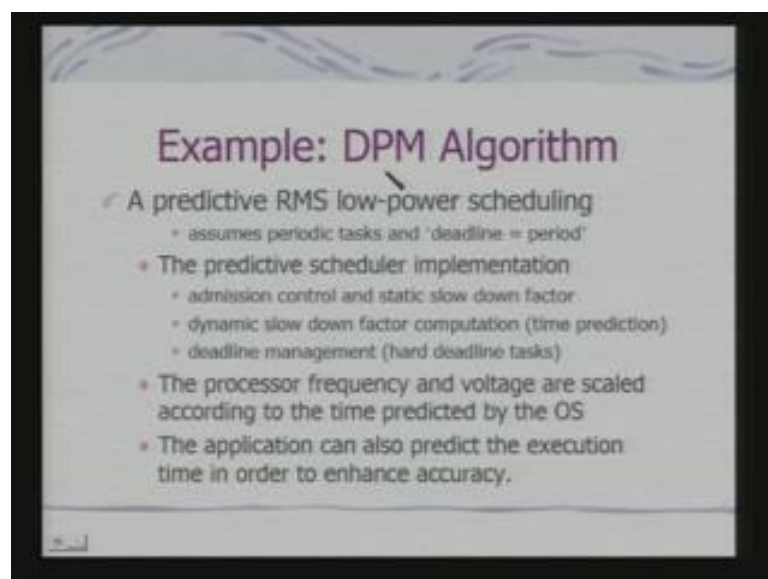 Example: DPM Algorithm
A predictive RMS low-power scheduling
assumes periodic tasks and 'deadline = period'
The predictive scheduler implementation
admission control and static slow down factor
dynamic slow down factor computation (time prediction)
deadline management (hard deadline tasks)
The processor frequency and voltage are scaled
according to the time predicted by the OS
The application can also predict the execution
time in order to enhance accuracy.